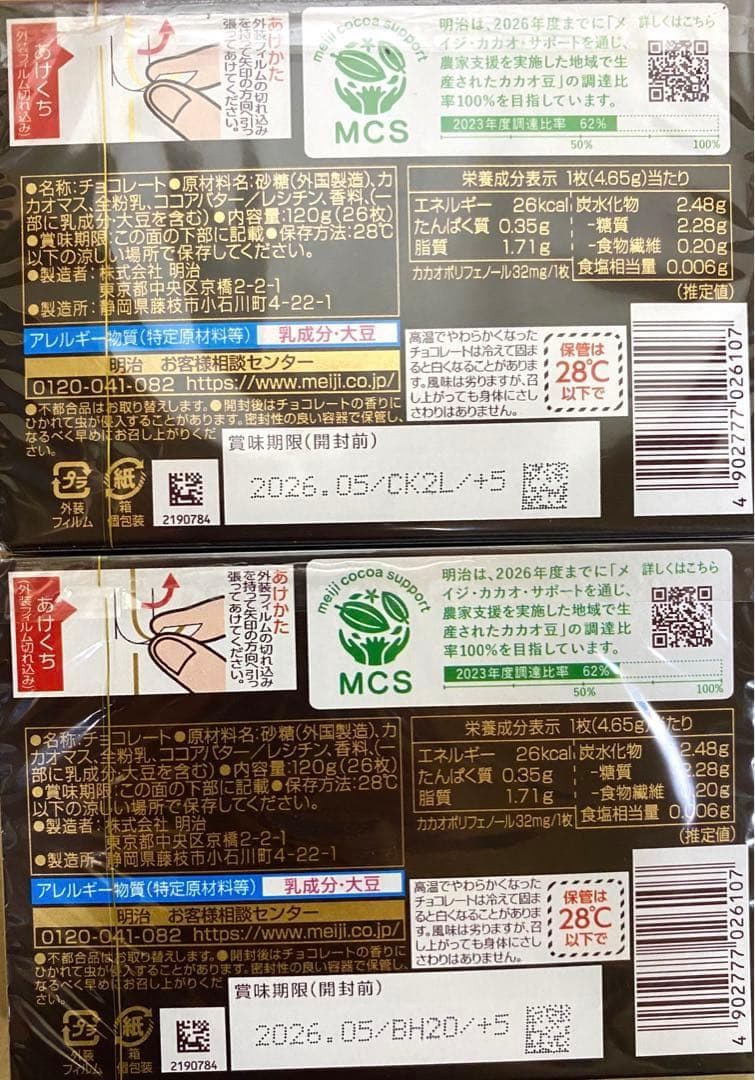 あけくち
(外装フィルム切れ込み)
あけかた
外装フィルムの切れ込み
を持って矢印の方向へ引っ
張ってあけてください。
meiji cocoa support
MCS
明治は、2026年度までに「メ
イジ・カカオ・サポートを通じ、
農家支援を実施した地域で生
産されたカカオ豆」の調達比
率100%を目指しています。
詳しくはこちら
2023年度調達比率 62%
50%
100%
●名称:チョコレート●原材料名:砂糖(外国製造)、カ
カオマス、全粉乳、ココアバター/レシチン、香料、(一
部に乳成分・大豆を含む)●内容量:120g(26枚)
●賞味期限:この面の下部に記載●保存方法:28℃
以下の涼しい場所で保存してください。
●製造者:株式会社 明治
東京都中央区京橋2-2-1
●製造所:静岡県藤枝市小石川町4-22-1
栄養成分表示 1枚(4.65g)当たり
エネルギー 26kcal
たんぱく質 0.35g
脂質 1.71g
炭水化物 2.48g
-糖質 2.28g
-食物繊維 0.20g
カカオポリフェノール32mg/1枚
食塩相当量 0.006g
(推定値)
アレルギー物質(特定原材料等) 乳成分・大豆
明治 お客様相談センター
0120-041-082 https://www.meiji.co.jp/
高温でやわらかくなった
チョコレートは冷えて固ま
ると白くなることがありま
す。風味は劣りますが、召
し上がっても身体にさし
さわりはありません。
保管は
28℃
以下で
●不都合品はお取り替えします。●開封後はチョコレートの香りに
ひかれて虫が侵入することがあります。密封性の良い容器で保管し、
なるべく早めにお召し上がりくだ
さい。
プラ
外装
フィルム
紙
箱
個包装
2190784
賞味期限(開封前)
2026.05/CK2L/+5
4 902777 026107
あけくち
(外装フィルム切れ込み)
あけかた
外装フィルムの切れ込み
を持って矢印の方向へ引っ
張ってあけてください。
meiji cocoa support
MCS
明治は、2026年度までに「メ
イジ・カカオ・サポートを通じ、
農家支援を実施した地域で生
産されたカカオ豆」の調達比
率100%を目指しています。
詳しくはこちら
2023年度調達比率 62%
50%
100%
●名称:チョコレート●原材料名:砂糖(外国製造)、カ
カオマス、全粉乳、ココアバター/レシチン、香料、(一
部に乳成分・大豆を含む)●内容量:120g(26枚)
●賞味期限:この面の下部に記載●保存方法:28℃
以下の涼しい場所で保存してください。
●製造者:株式会社 明治
東京都中央区京橋2-2-1
●製造所:静岡県藤枝市小石川町4-22-1
栄養成分表示 1枚(4.65g)当たり
エネルギー 26kcal
たんぱく質 0.35g
脂質 1.71g
炭水化物 2.48g
-糖質 2.28g
-食物繊維 0.20g
カカオポリフェノール32mg/1枚
食塩相当量 0.006g
(推定値)
アレルギー物質(特定原材料等) 乳成分・大豆
明治 お客様相談センター
0120-041-082 https://www.meiji.co.jp/
高温でやわらかくなった
チョコレートは冷えて固ま
ると白くなることがありま
す。風味は劣りますが、召
し上がっても身体にさし
さわりはありません。
保管は
28℃
以下で
●不都合品はお取り替えします。●開封後はチョコレートの香りに
ひかれて虫が侵入することがあります。密封性の良い容器で保管し、
なるべく早めにお召し上がりくだ
さい。
プラ
外装
フィルム
紙
箱
個包装
2190784
賞味期限(開封前)
2026.05/BH20/+5
4 902777 026107